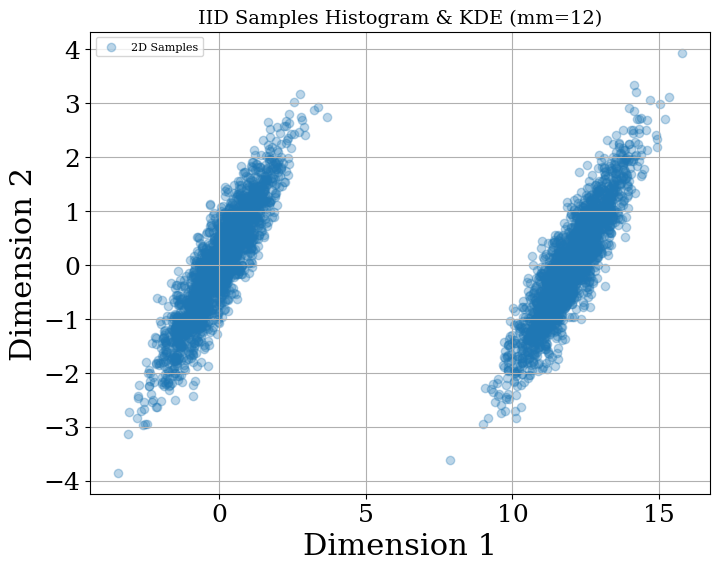 IID Samples Histogram & KDE (mm=12)
2D Samples
Dimension 2
4
3
2
1
0
−1
−2
−3
−4
0 5 10 15
Dimension 1